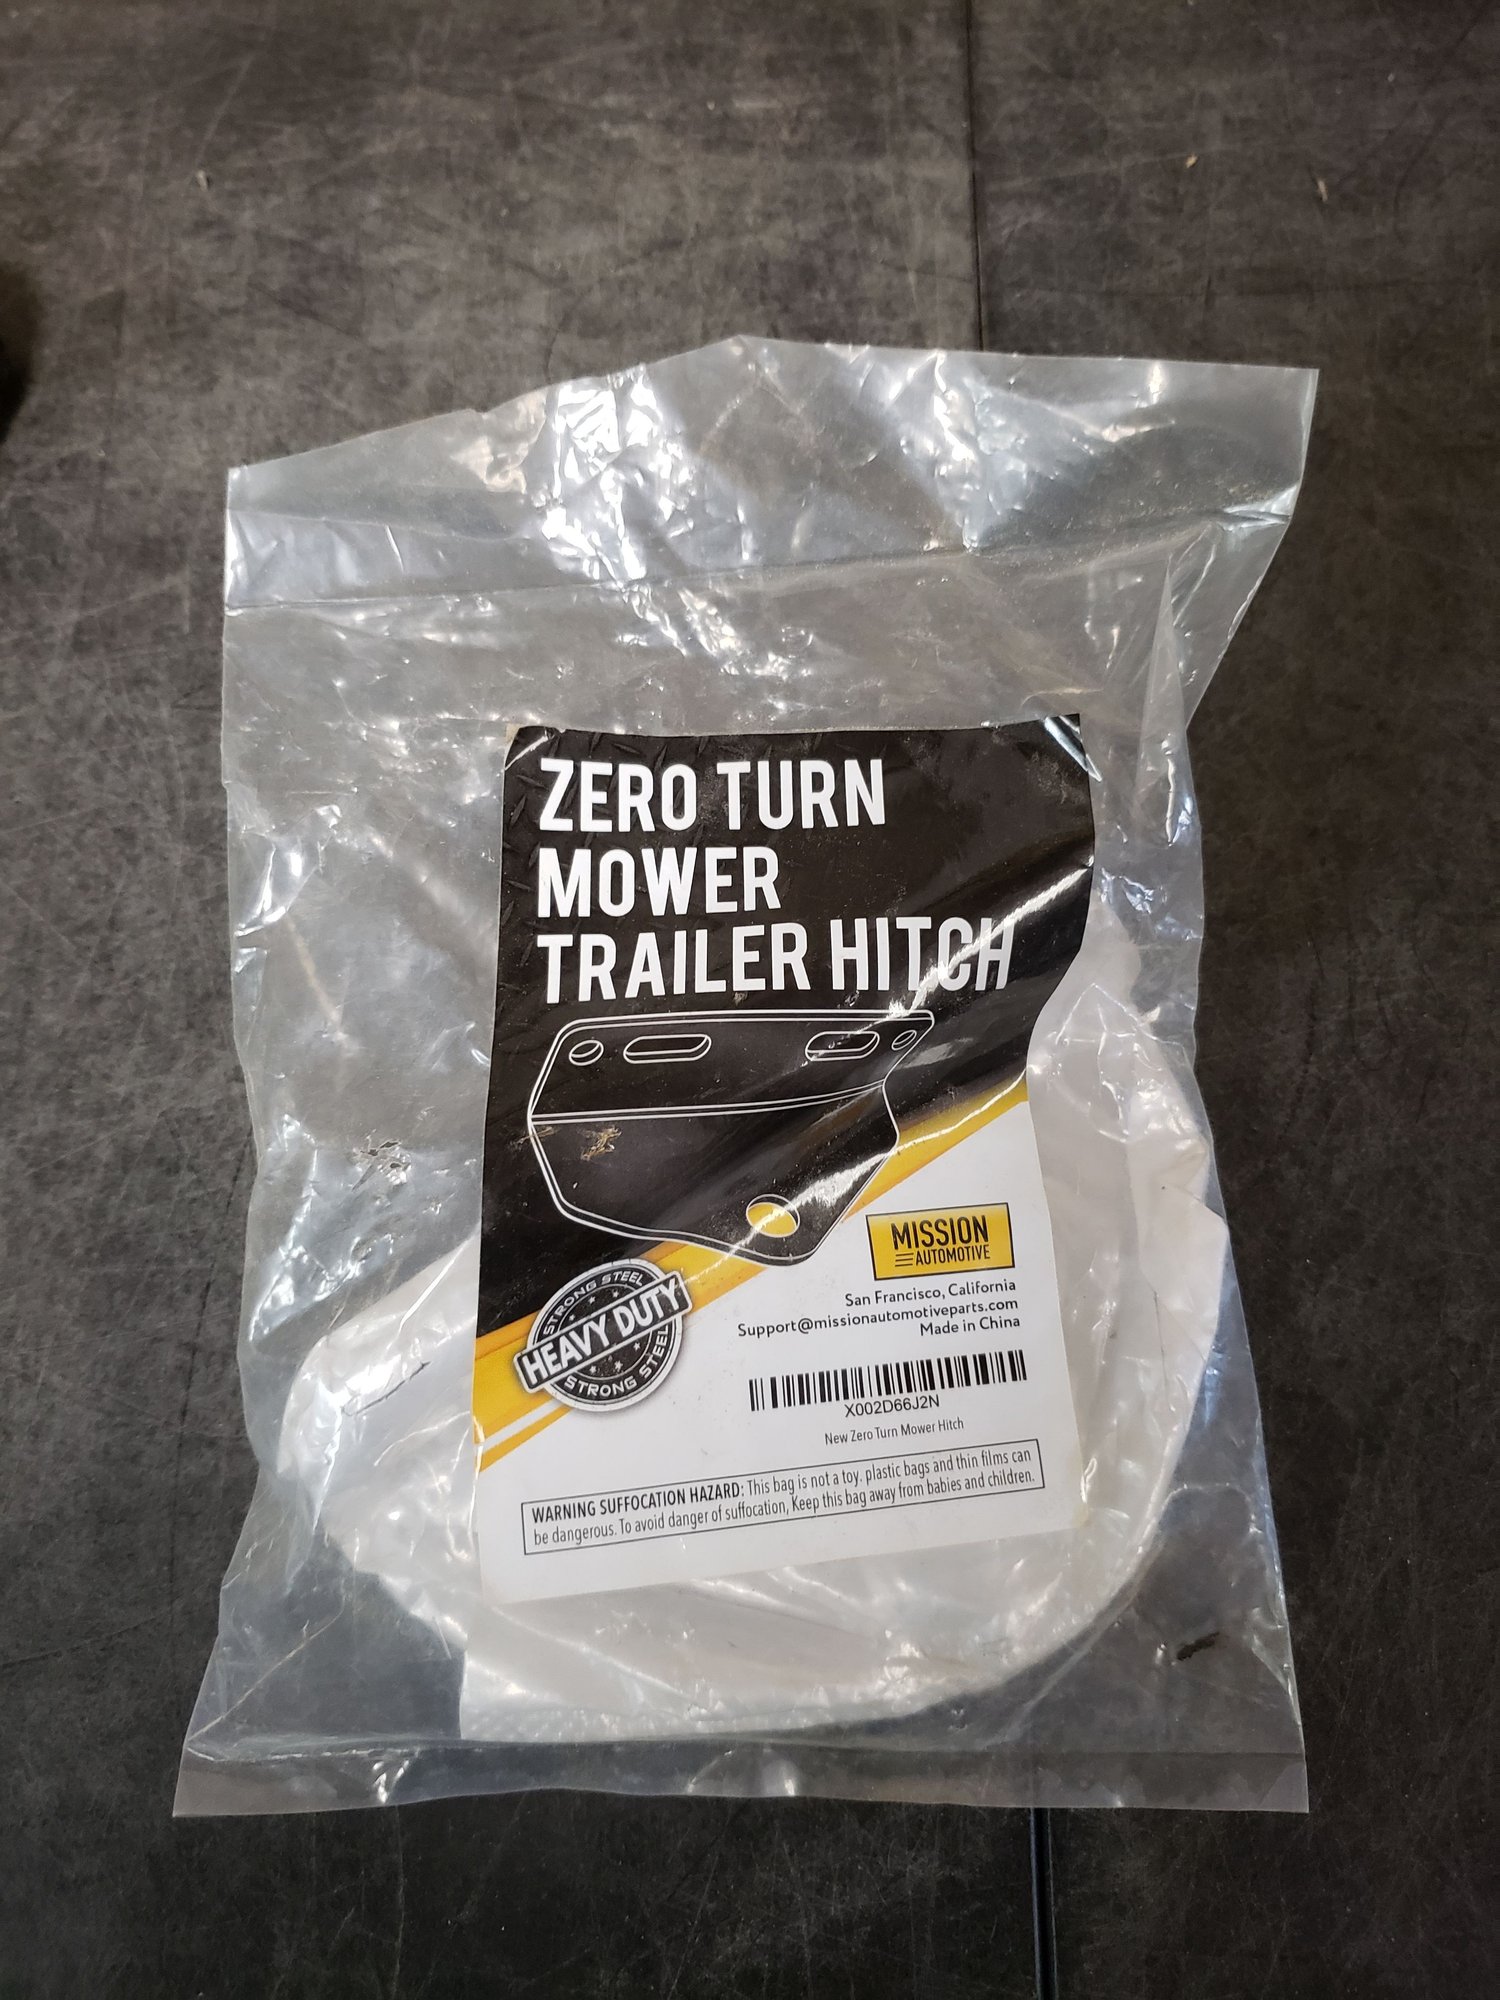 ZERO TURN
MOWER
TRAILER HITCH
MISSION
AUTOMOTIVE
San Francisco, California
Support@missionautomotiveparts.com
Made in China
STRONG STEEL
HEAVY DUTY
STRONG STEEL
X002D66J2N
New Zero Turn Mower Hitch
WARNING SUFFOCATION HAZARD: This bag is not a toy. plastic bags and thin films can
be dangerous. To avoid danger of suffocation, Keep this bag away from babies and children.